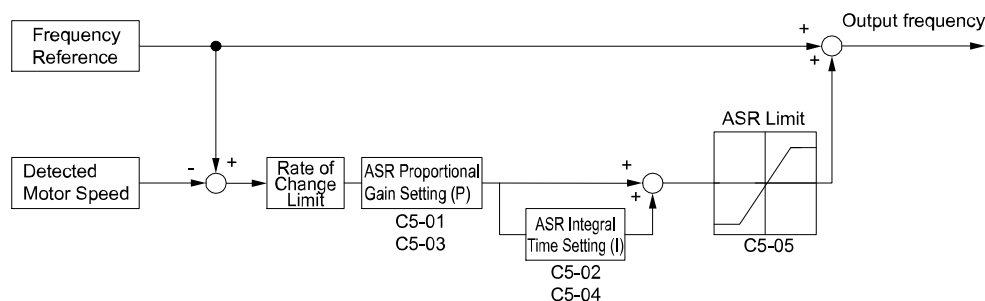 Frequency
Reference
+
+
Output frequency
Detected
Motor Speed
-
+
Rate of
Change
Limit
ASR Proportional
Gain Setting (P)
C5-01
C5-03
+
+
ASR Integral
Time Setting (I)
C5-02
C5-04
ASR Limit
C5-05